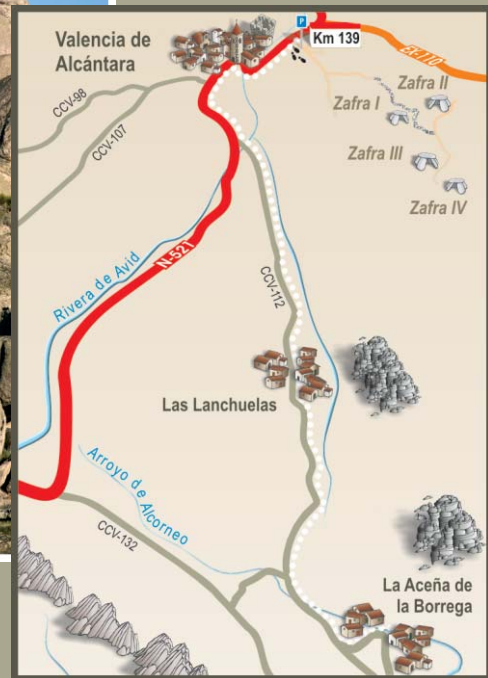 Valencia de
Alcántara
P
Km 139
EX-110
Zafra II
Zafra I
Zafra III
Zafra IV
CCV-98
CCV-107
N-521
Rivera de Avid
CCV-112
Las Lanchuelas
Arroyo de Alcorneo
CCV-132
La Aceña de
la Borrega